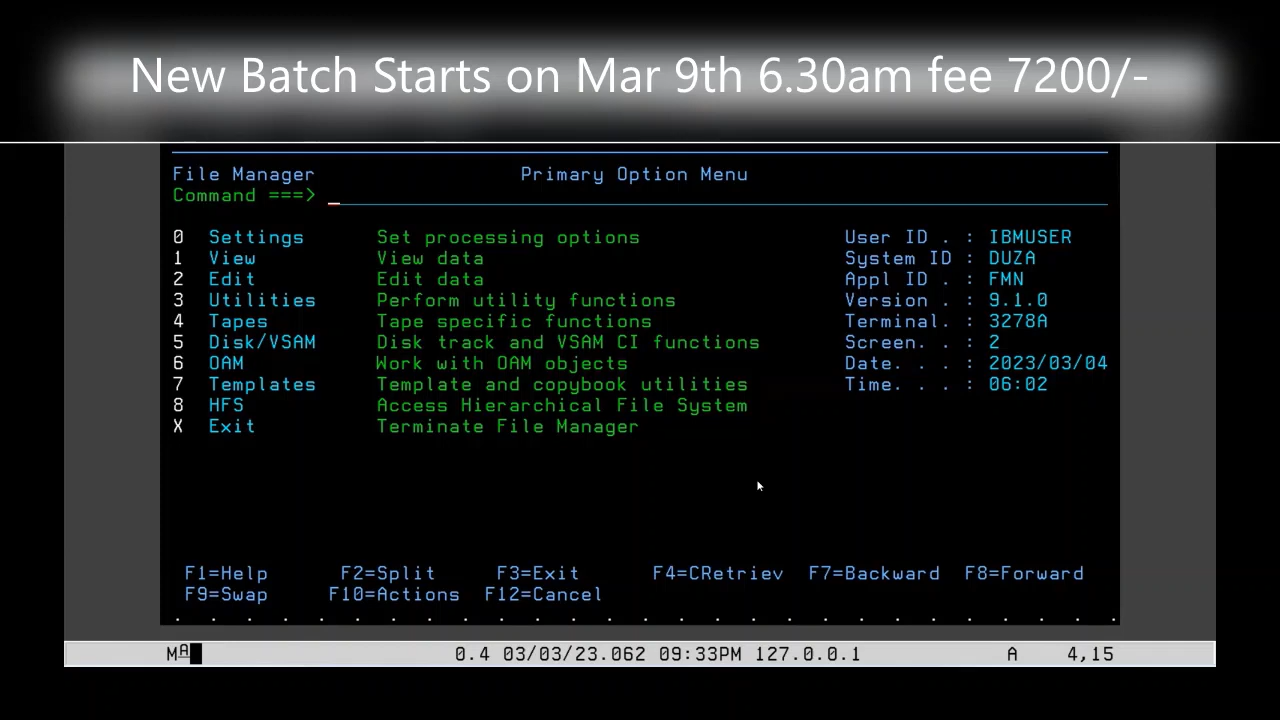 New Batch Starts on Mar 9th 6.30am fee 7200/-
File Manager Primary Option Menu
Command ===> _
0 Settings Set processing options User ID . : IBMUSER
1 View View data System ID : DUZA
2 Edit Edit data Appl ID : FMN
3 Utilities Perform utility functions Version . : 9.1.0
4 Tapes Tape specific functions Terminal. : 3278A
5 Disk/VSAM Disk track and VSAM CI functions Screen. . : 2
6 OAM Work with OAM objects Date. . . : 2023/03/04
7 Templates Template and copybook utilities Time. . . : 06:02
8 HFS Access Hierarchical File System
X Exit Terminate File Manager
F1=Help F2=Split F3=Exit F4=CRetriev F7=Backward F8=Forward
F9=Swap F10=Actions F12=Cancel
MA 0.4 03/03/23.062 09:33PM 127.0.0.1 A 4,15